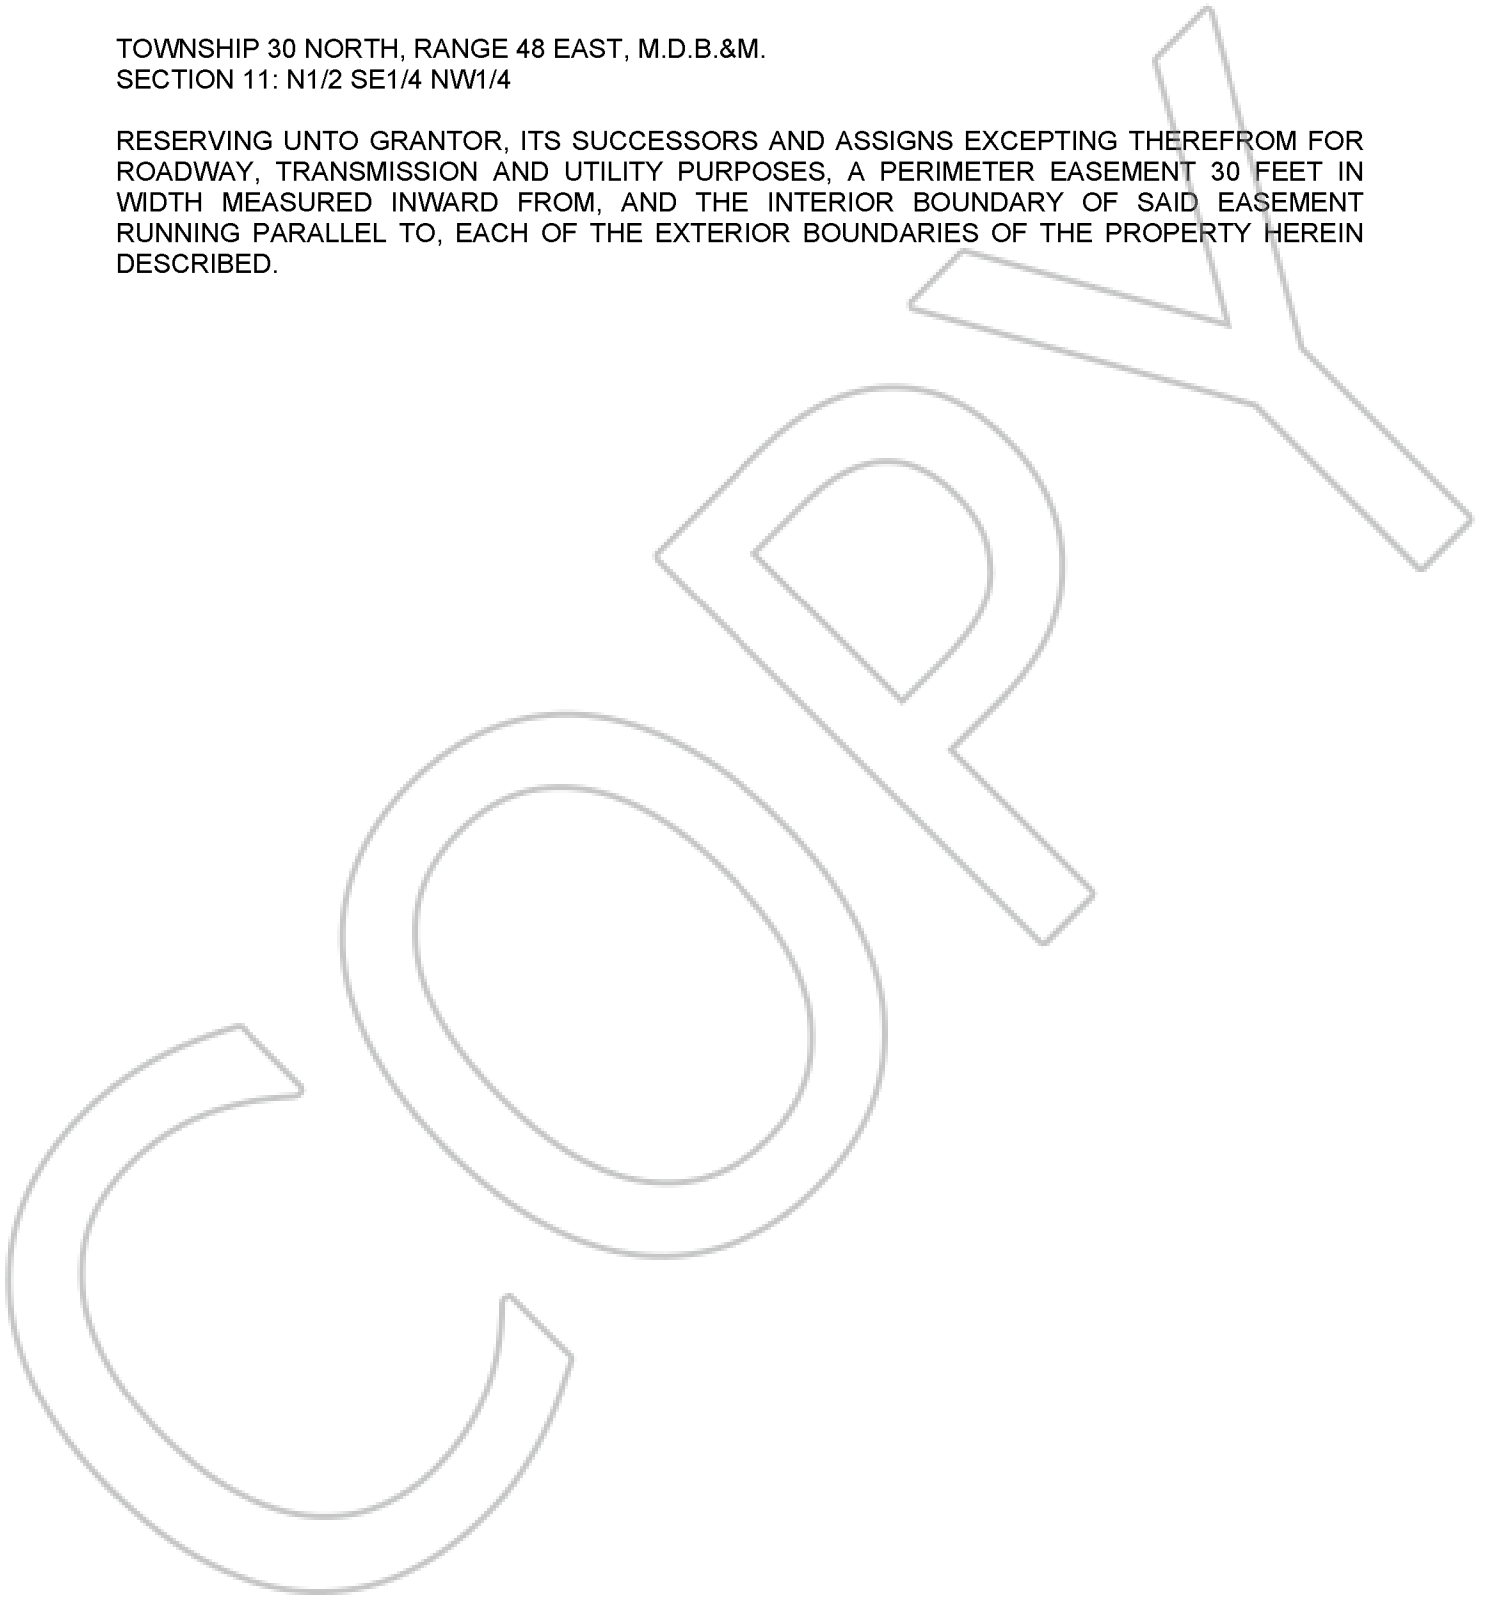 TOWNSHIP 30 NORTH, RANGE 48 EAST, M.D.B.&M.
SECTION 11: N1/2 SE1/4 NW1/4
RESERVING UNTO GRANTOR, ITS SUCCESSORS AND ASSIGNS EXCEPTING THEREFROM FOR
ROADWAY, TRANSMISSION AND UTILITY PURPOSES, A PERIMETER EASEMENT 30 FEET IN
WIDTH MEASURED INWARD FROM, AND THE INTERIOR BOUNDARY OF SAID EASEMENT
RUNNING PARALLEL TO, EACH OF THE EXTERIOR BOUNDARIES OF THE PROPERTY HEREIN
DESCRIBED.
COPY